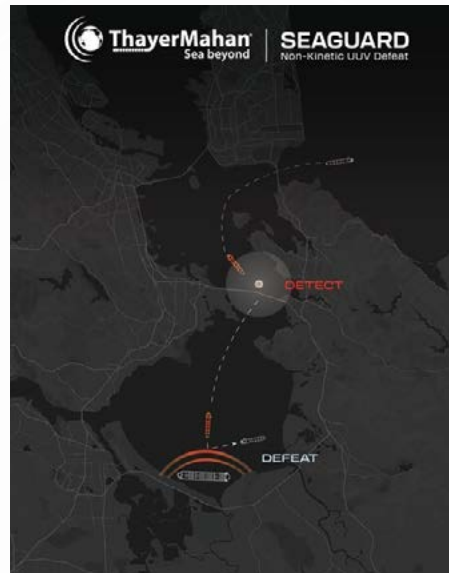 ThayerMahan
Sea beyond
SEAGUARD
Non-Kinetic UUV Defeat
DETECT
DEFEAT